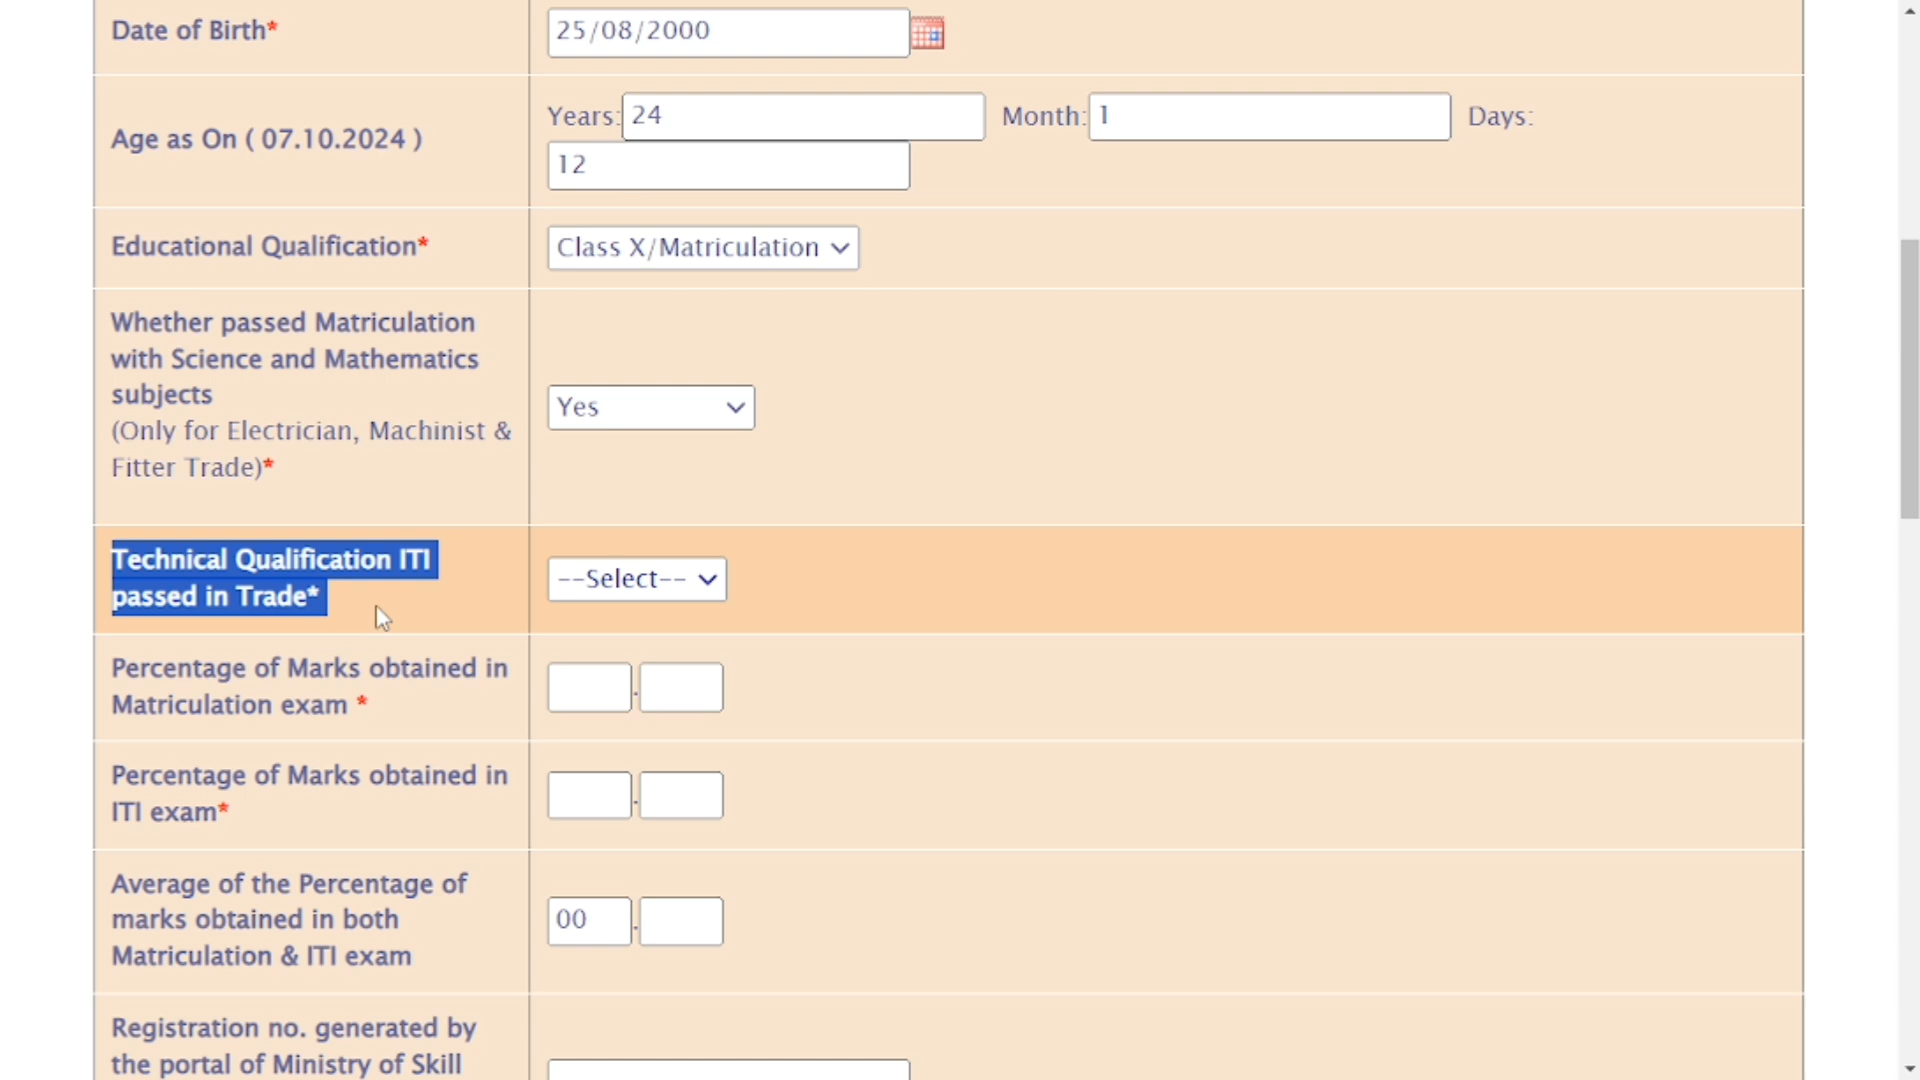 Date of Birth*
25/08/2000
Age as On ( 07.10.2024 )
Years: 24 Month: 1 Days:
12
Educational Qualification*
Class X/Matriculation
Whether passed Matriculation
with Science and Mathematics
subjects
(Only for Electrician, Machinist &
Fitter Trade)*
Yes
Technical Qualification ITI
passed in Trade*
--Select--
Percentage of Marks obtained in
Matriculation exam *
.
Percentage of Marks obtained in
ITI exam*
.
Average of the Percentage of
marks obtained in both
Matriculation & ITI exam
00 .
Registration no. generated by
the portal of Ministry of Skill